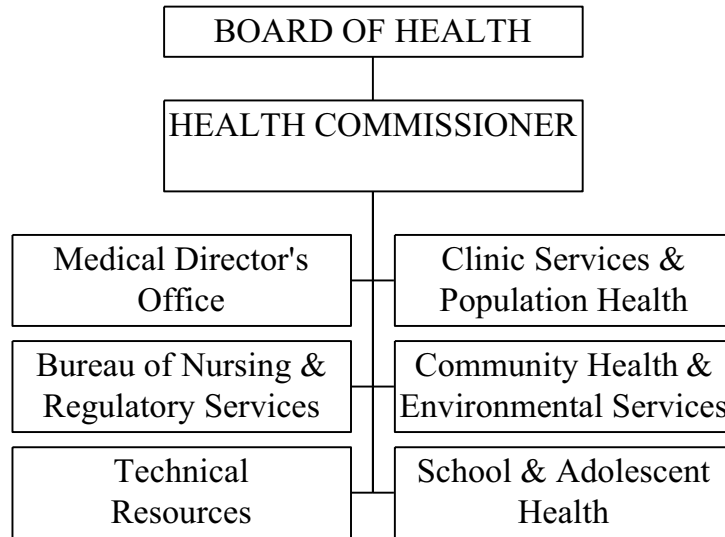 BOARD OF HEALTH
HEALTH COMMISSIONER
Medical Director's
Office
Clinic Services &
Population Health
Bureau of Nursing &
Regulatory Services
Community Health &
Environmental Services
Technical
Resources
School & Adolescent
Health